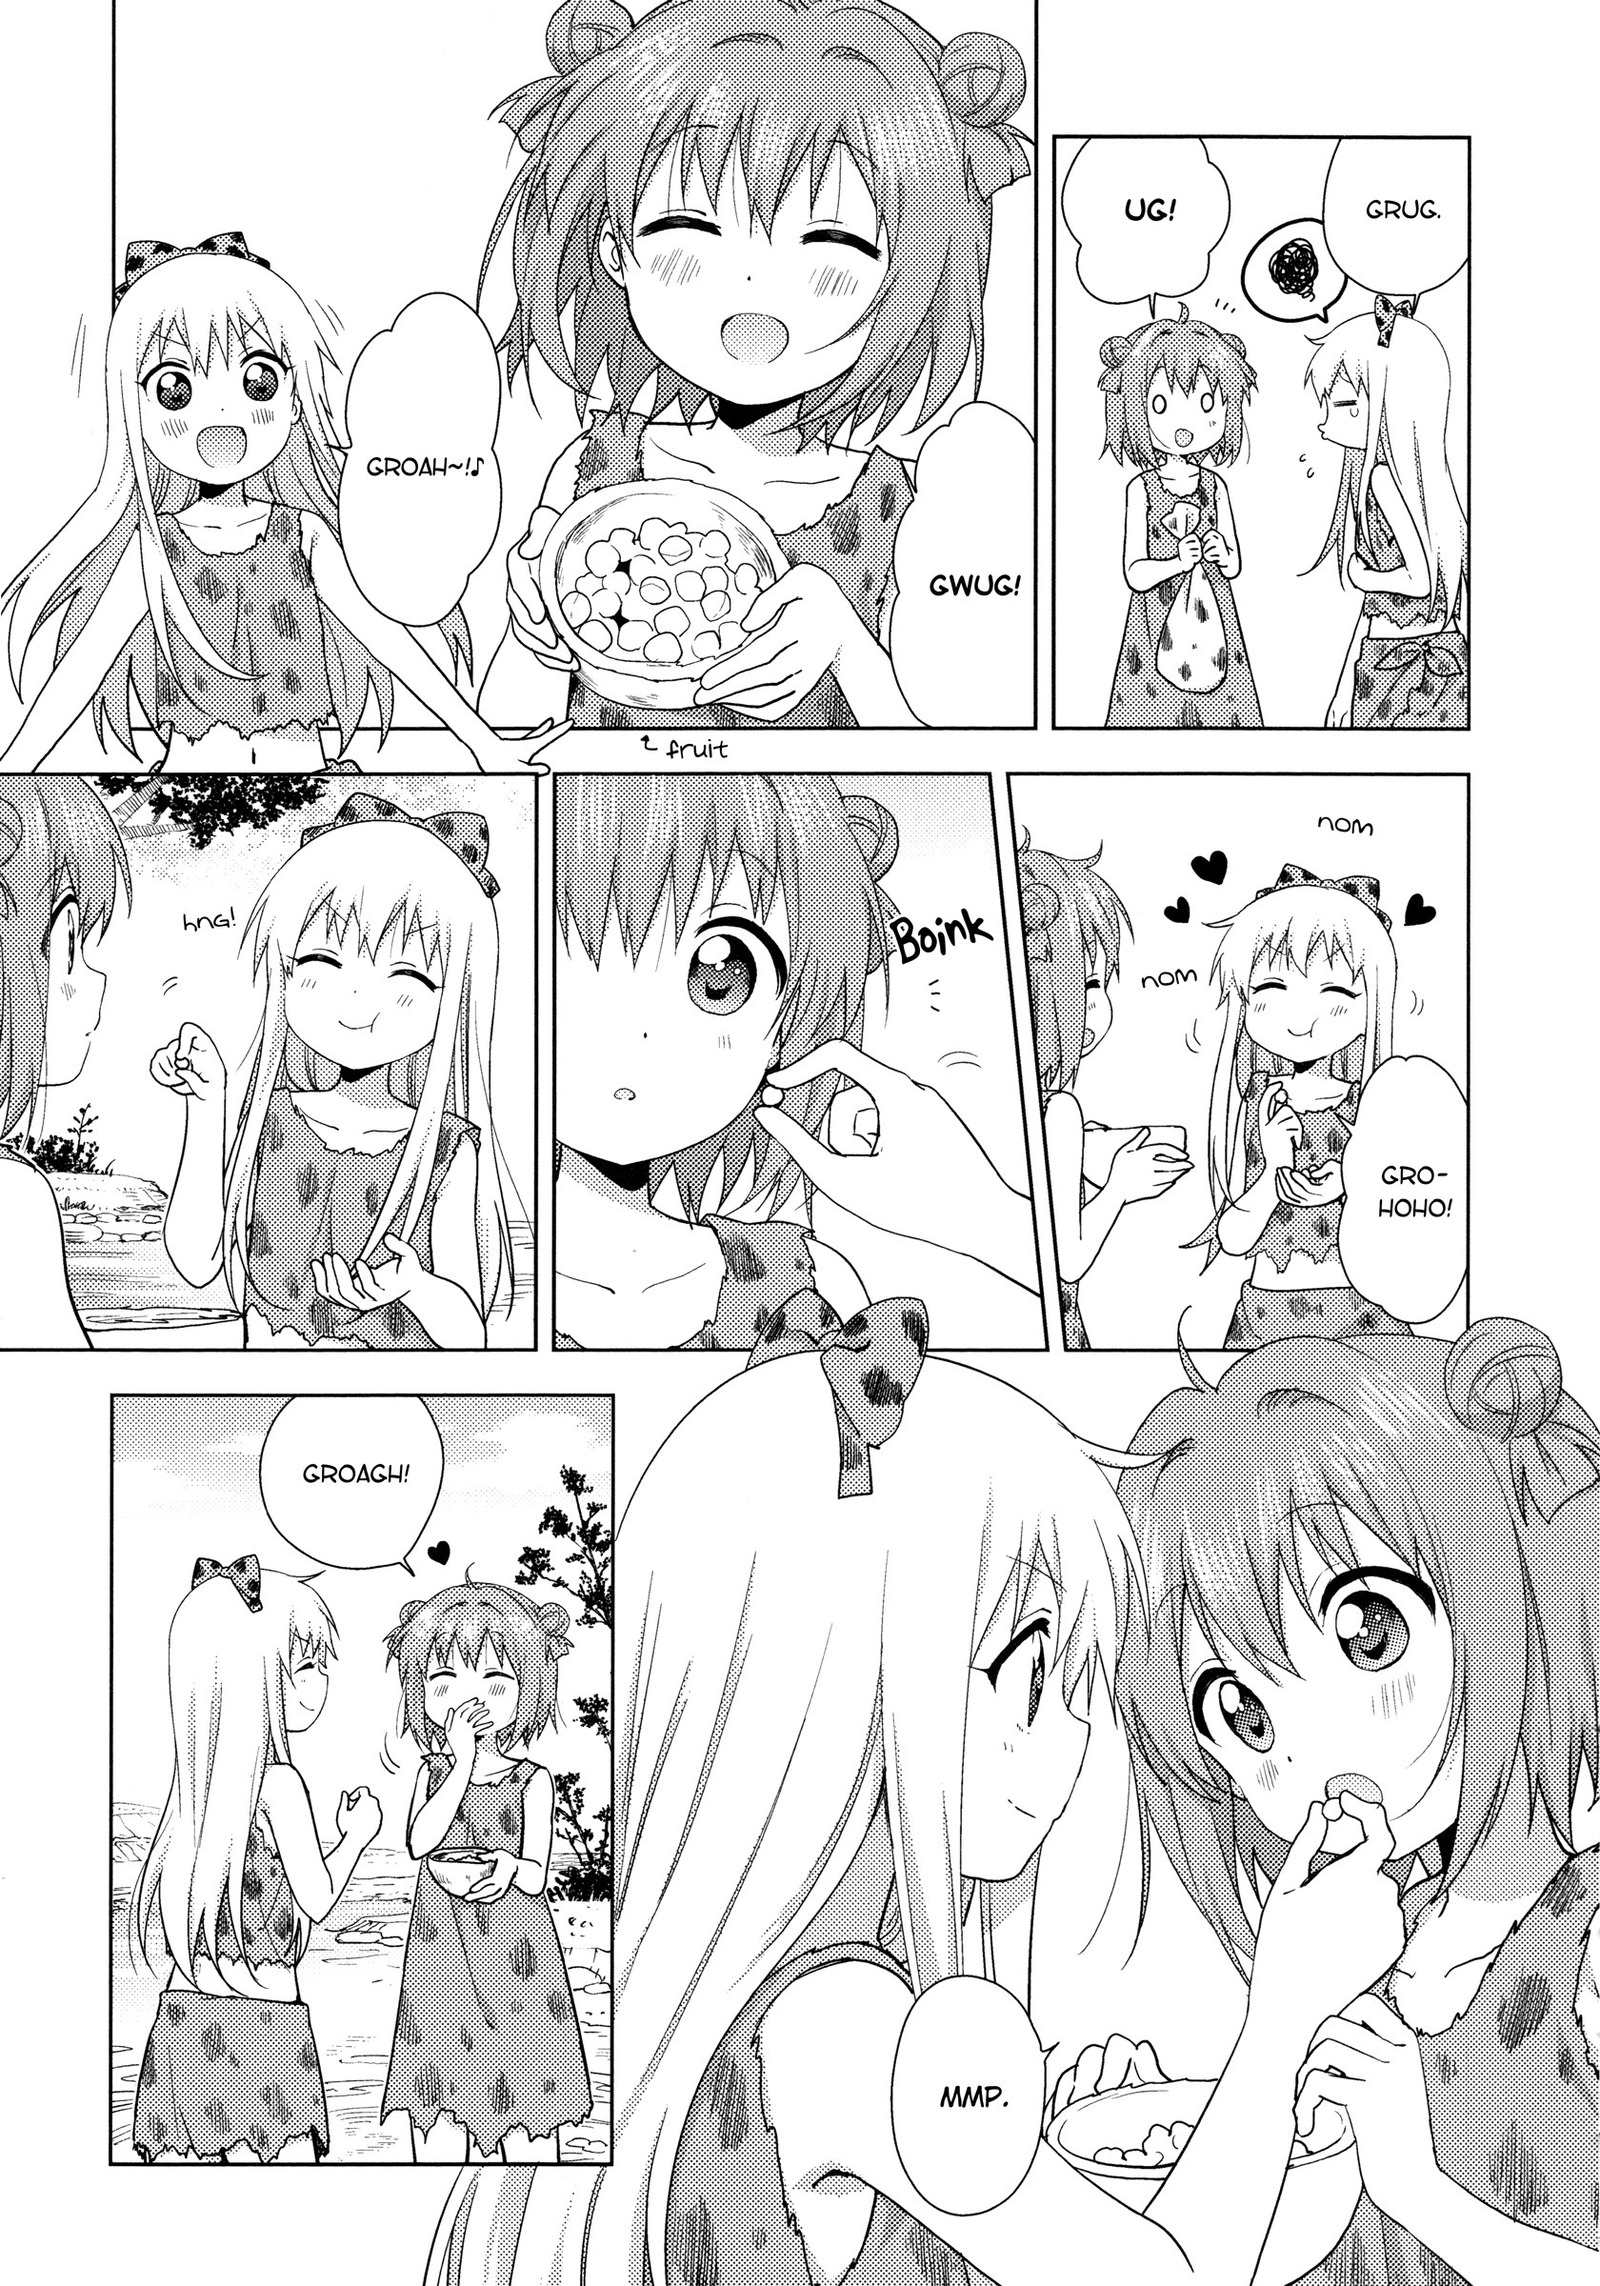 GRUG.
UG!
GWUG!
GROAH~!♪
fruit
nom
nom
GRO-
HOHO!
Boink
hng!
MMP.
GROAGH!